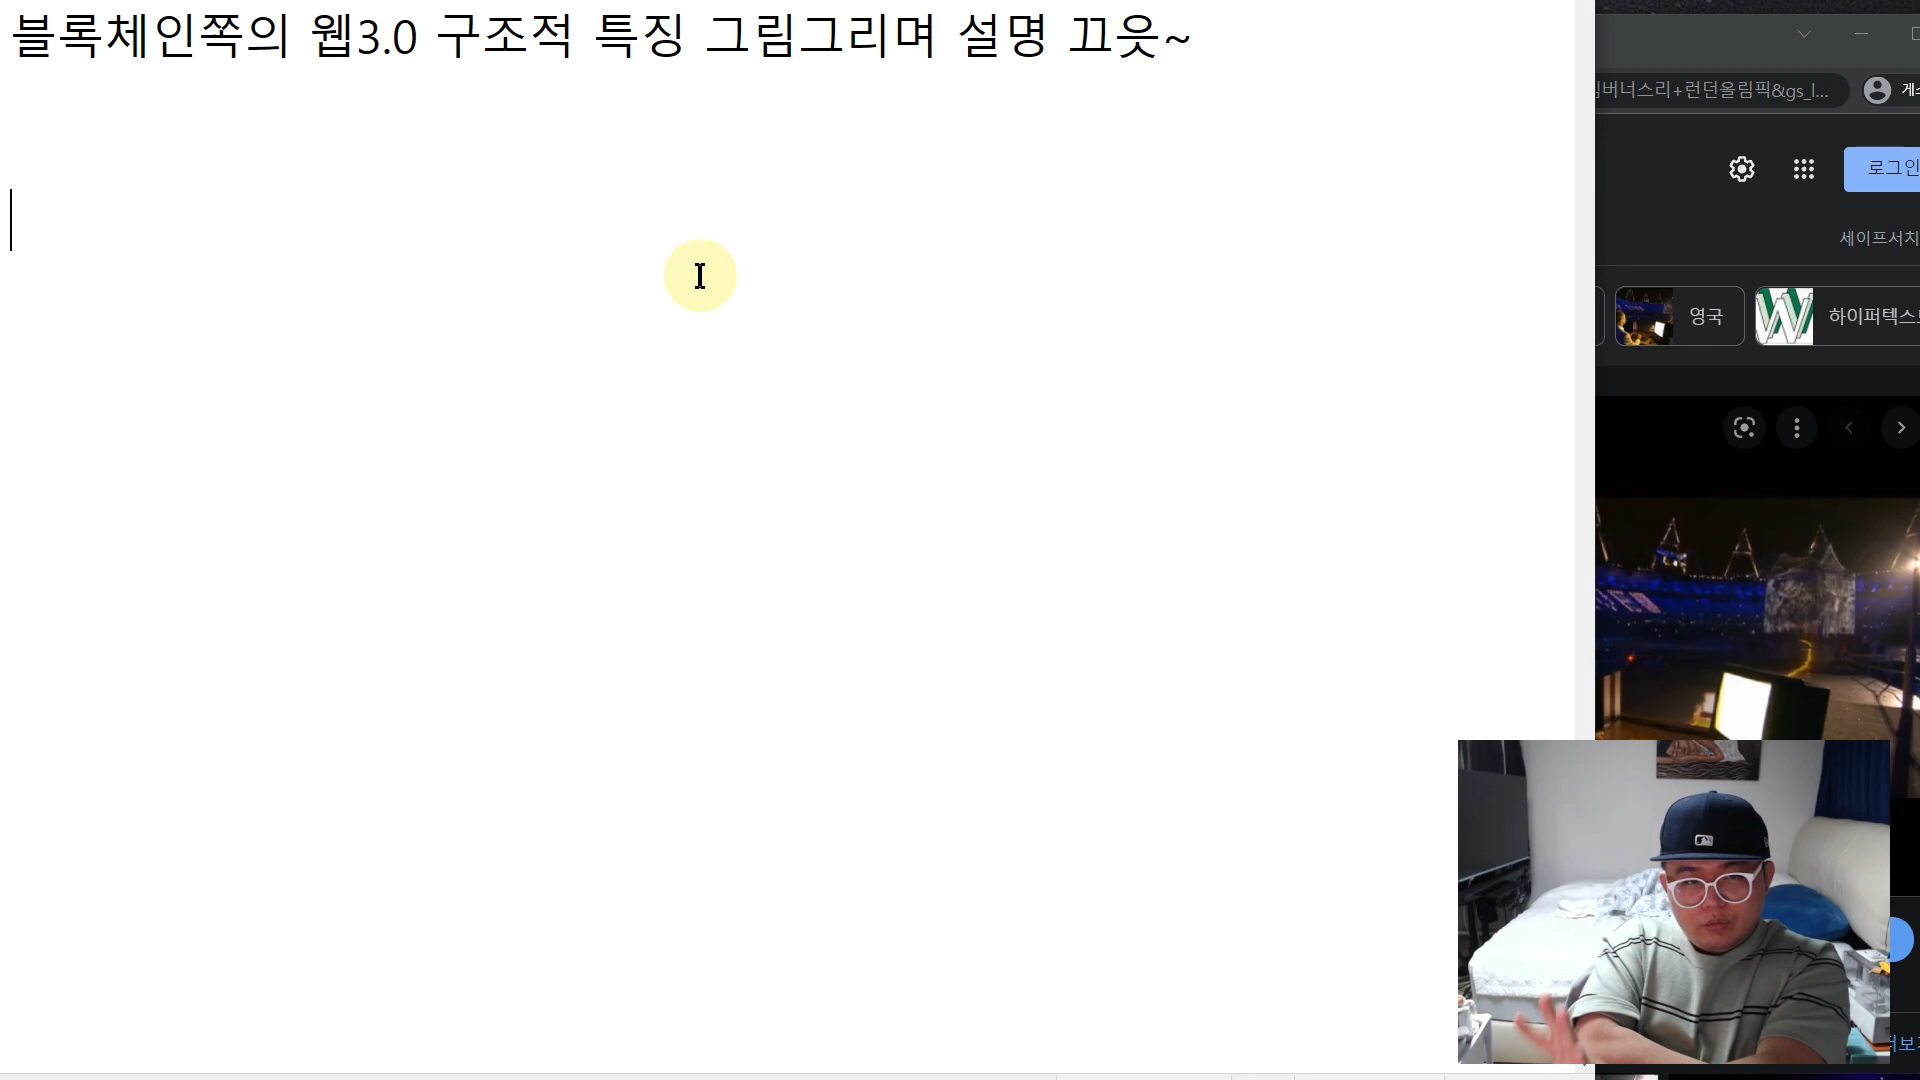 블록체인쪽의 웹3.0 구조적 특징 그림그리며 설명 끄읏~
버너스리+런던올림픽&gs_l...
로그인
세이프서치
영국
하이퍼텍스트